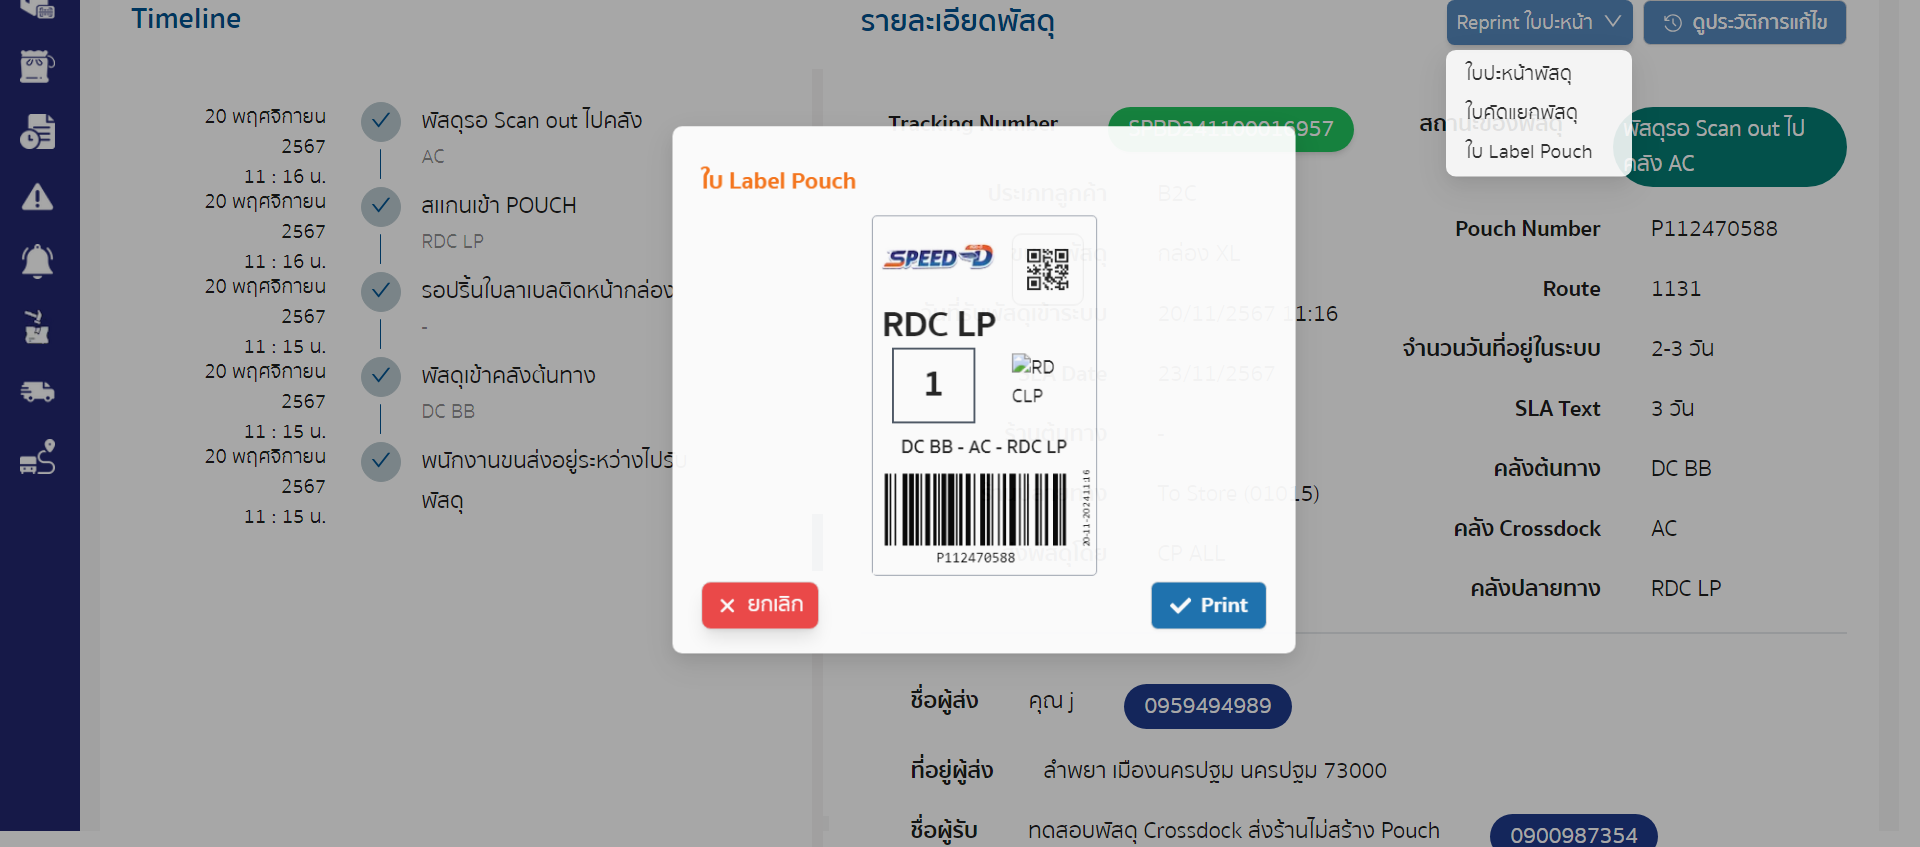 Timeline
รายละเอียดพัสดุ
Reprint ใบปะหน้า
ดูประวัติการแก้ไข
ใบปะหน้าพัสดุ
ใบคัดแยกพัสดุ
ใบ Label Pouch
20 พฤศจิกายน
2567
11 : 16 น.
พัสดุรอ Scan out ไปคลัง
AC
20 พฤศจิกายน
2567
11 : 16 น.
สแกนเข้า POUCH
RDC LP
20 พฤศจิกายน
2567
11 : 15 น.
รอปริ้นใบลาเบลติดหน้ากล่อง
-
20 พฤศจิกายน
2567
11 : 15 น.
พัสดุเข้าคลังต้นทาง
DC BB
20 พฤศจิกายน
2567
11 : 15 น.
พนักงานขนส่งอยู่ระหว่างไปรับ
พัสดุ
Tracking Number
SPBD241100016957
สถานะของพัสดุ
พัสดุรอ Scan out ไป
คลัง AC
ประเภทลูกค้า
B2C
Pouch Number
P112470588
กล่อง XL
Route
1131
20/11/2567 11:16
จำนวนวันที่อยู่ในระบบ
2-3 วัน
SLA Date
23/11/2567
SLA Text
3 วัน
ร้านต้นทาง
-
คลังต้นทาง
DC BB
To Store (01015)
คลัง Crossdock
AC
CP ALL
คลังปลายทาง
RDC LP
ใบ Label Pouch
SPEED-D
RDC LP
1
RD
CLP
DC BB - AC - RDC LP
20-11-2024 11:16
P112470588
ยกเลิก
Print
ชื่อผู้ส่ง
คุณ j
0959494989
ที่อยู่ผู้ส่ง
ลำพยา เมืองนครปฐม นครปฐม 73000
ชื่อผู้รับ
ทดสอบพัสดุ Crossdock ส่งร้านไม่สร้าง Pouch
0900987354